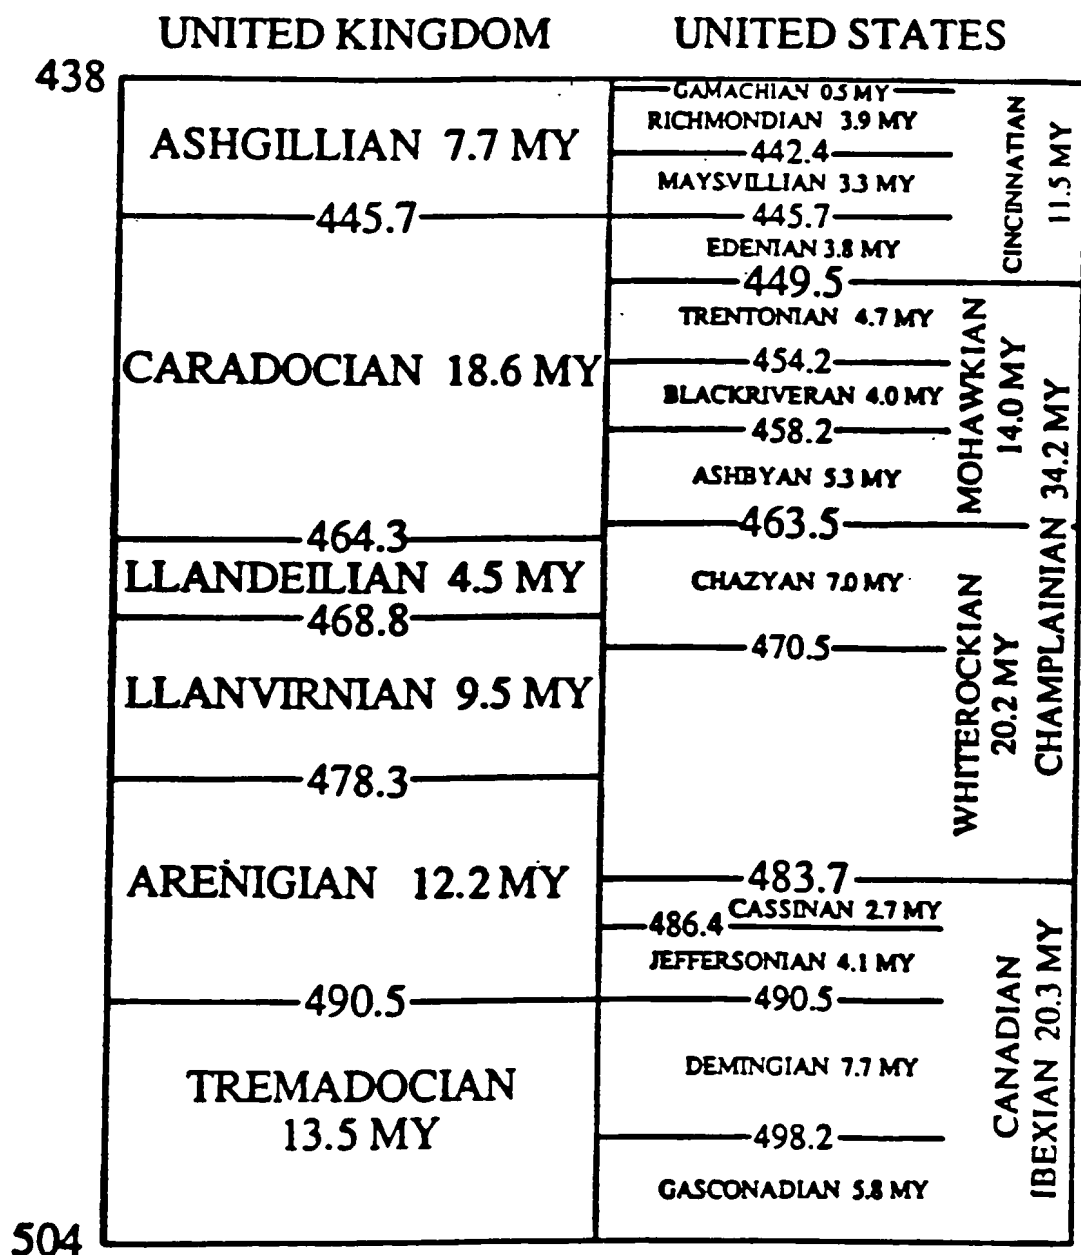 UNITED KINGDOM
UNITED STATES
438
ASHGILLIAN 7.7 MY
445.7
CARADOCIAN 18.6 MY
464.3
LLANDEILIAN 4.5 MY
468.8
LLANVIRNIAN 9.5 MY
478.3
ARENIGIAN 12.2 MY
490.5
TREMADOCIAN
13.5 MY
504
GAMACHIAN 0.5 MY
RICHMONDIAN 3.9 MY
442.4
MAYSVILLIAN 3.3 MY
445.7
EDENIAN 3.8 MY
449.5
TRENTONIAN 4.7 MY
454.2
BLACKRIVERAN 4.0 MY
458.2
ASHBYAN 5.3 MY
463.5
CHAZYAN 7.0 MY
470.5
483.7
CASSINAN 2.7 MY
486.4
JEFFERSONIAN 4.1 MY
490.5
DEMINGIAN 7.7 MY
498.2
GASCONADIAN 5.8 MY
CINCINNATIAN
11.5 MY
MOHAWKIAN
14.0 MY
WHITEROCKIAN
20.2 MY
CHAMPLAINIAN 34.2 MY
CANADIAN
IBEXIAN 20.3 MY